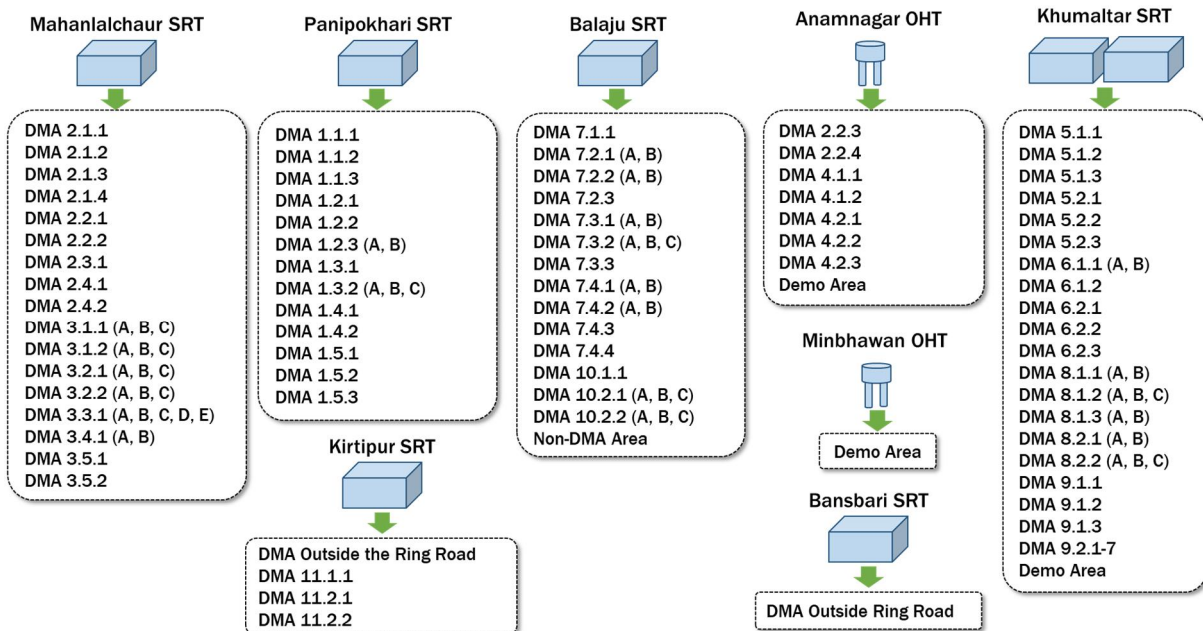 Mahanlalchaur SRT
DMA 2.1.1
DMA 2.1.2
DMA 2.1.3
DMA 2.1.4
DMA 2.2.1
DMA 2.2.2
DMA 2.3.1
DMA 2.4.1
DMA 2.4.2
DMA 3.1.1 (A, B, C)
DMA 3.1.2 (A, B, C)
DMA 3.2.1 (A, B, C)
DMA 3.2.2 (A, B, C)
DMA 3.3.1 (A, B, C, D, E)
DMA 3.4.1 (A, B)
DMA 3.5.1
DMA 3.5.2
Panipokhari SRT
DMA 1.1.1
DMA 1.1.2
DMA 1.1.3
DMA 1.2.1
DMA 1.2.2
DMA 1.2.3 (A, B)
DMA 1.3.1
DMA 1.3.2 (A, B, C)
DMA 1.4.1
DMA 1.4.2
DMA 1.5.1
DMA 1.5.2
DMA 1.5.3
Kirtipur SRT
DMA Outside the Ring Road
DMA 11.1.1
DMA 11.2.1
DMA 11.2.2
Balaju SRT
DMA 7.1.1
DMA 7.2.1 (A, B)
DMA 7.2.2 (A, B)
DMA 7.2.3
DMA 7.3.1 (A, B)
DMA 7.3.2 (A, B, C)
DMA 7.3.3
DMA 7.4.1 (A, B)
DMA 7.4.2 (A, B)
DMA 7.4.3
DMA 7.4.4
DMA 10.1.1
DMA 10.2.1 (A, B, C)
DMA 10.2.2 (A, B, C)
Non-DMA Area
Anamnagar OHT
DMA 2.2.3
DMA 2.2.4
DMA 4.1.1
DMA 4.1.2
DMA 4.2.1
DMA 4.2.2
DMA 4.2.3
Demo Area
Minbhawan OHT
Demo Area
Bansbari SRT
DMA Outside Ring Road
Khumaltar SRT
DMA 5.1.1
DMA 5.1.2
DMA 5.1.3
DMA 5.2.1
DMA 5.2.2
DMA 5.2.3
DMA 6.1.1 (A, B)
DMA 6.1.2
DMA 6.2.1
DMA 6.2.2
DMA 6.2.3
DMA 8.1.1 (A, B)
DMA 8.1.2 (A, B, C)
DMA 8.1.3 (A, B)
DMA 8.2.1 (A, B)
DMA 8.2.2 (A, B, C)
DMA 9.1.1
DMA 9.1.2
DMA 9.1.3
DMA 9.2.1-7
Demo Area